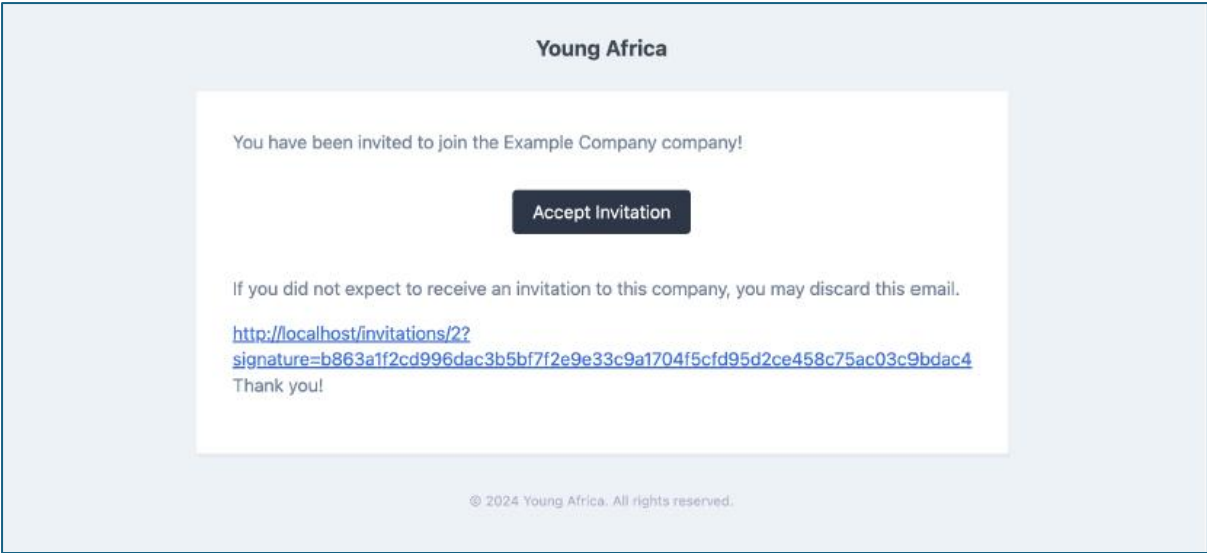 Young Africa
You have been invited to join the Example Company company!
Accept Invitation
If you did not expect to receive an invitation to this company, you may discard this email.
http://localhost/invitations/2?
signature=b863a1f2cd996dac3b5bf7f2e9e33c9a1704f5cfd95d2ce458c75ac03c9bdac4
Thank you!
© 2024 Young Africa. All rights reserved.